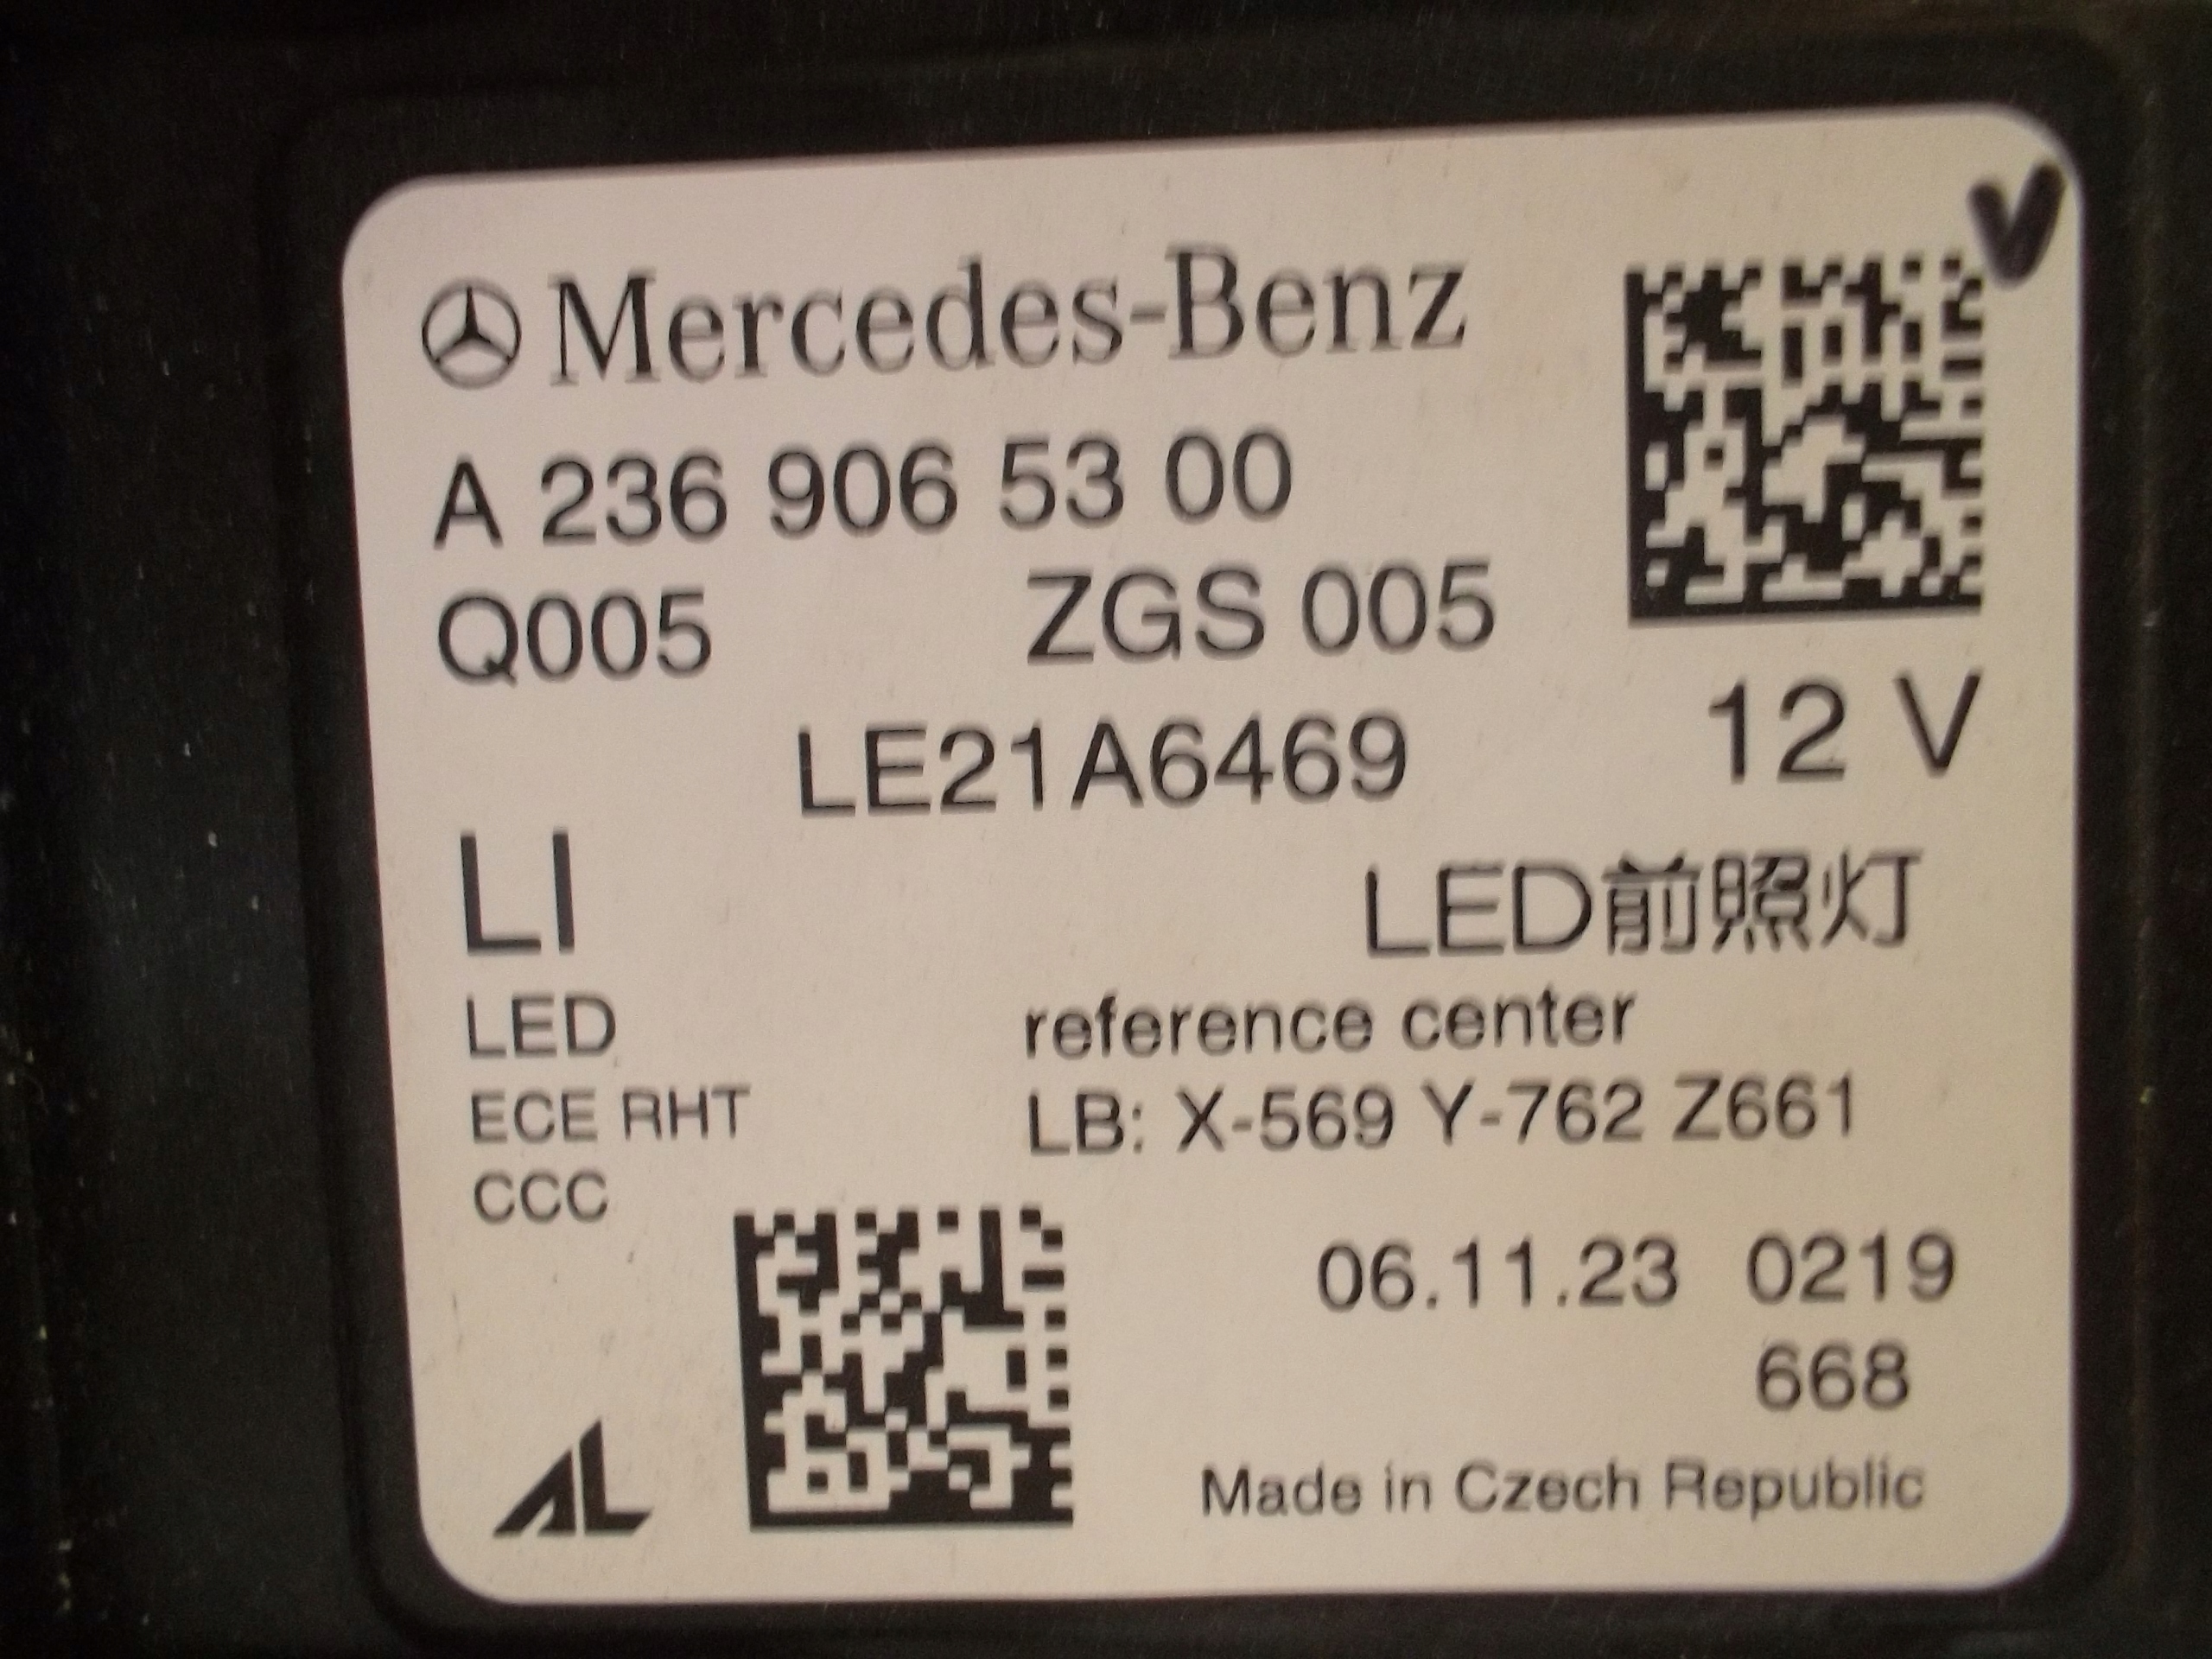 Mercedes-Benz
A 236 906 53 00
Q005 ZGS 005
LE21A6469 12 V
LI LED前照灯
LED reference center
ECE RHT LB: X-569 Y-762 Z661
CCC
06.11.23 0219
668
AL
Made in Czech Republic